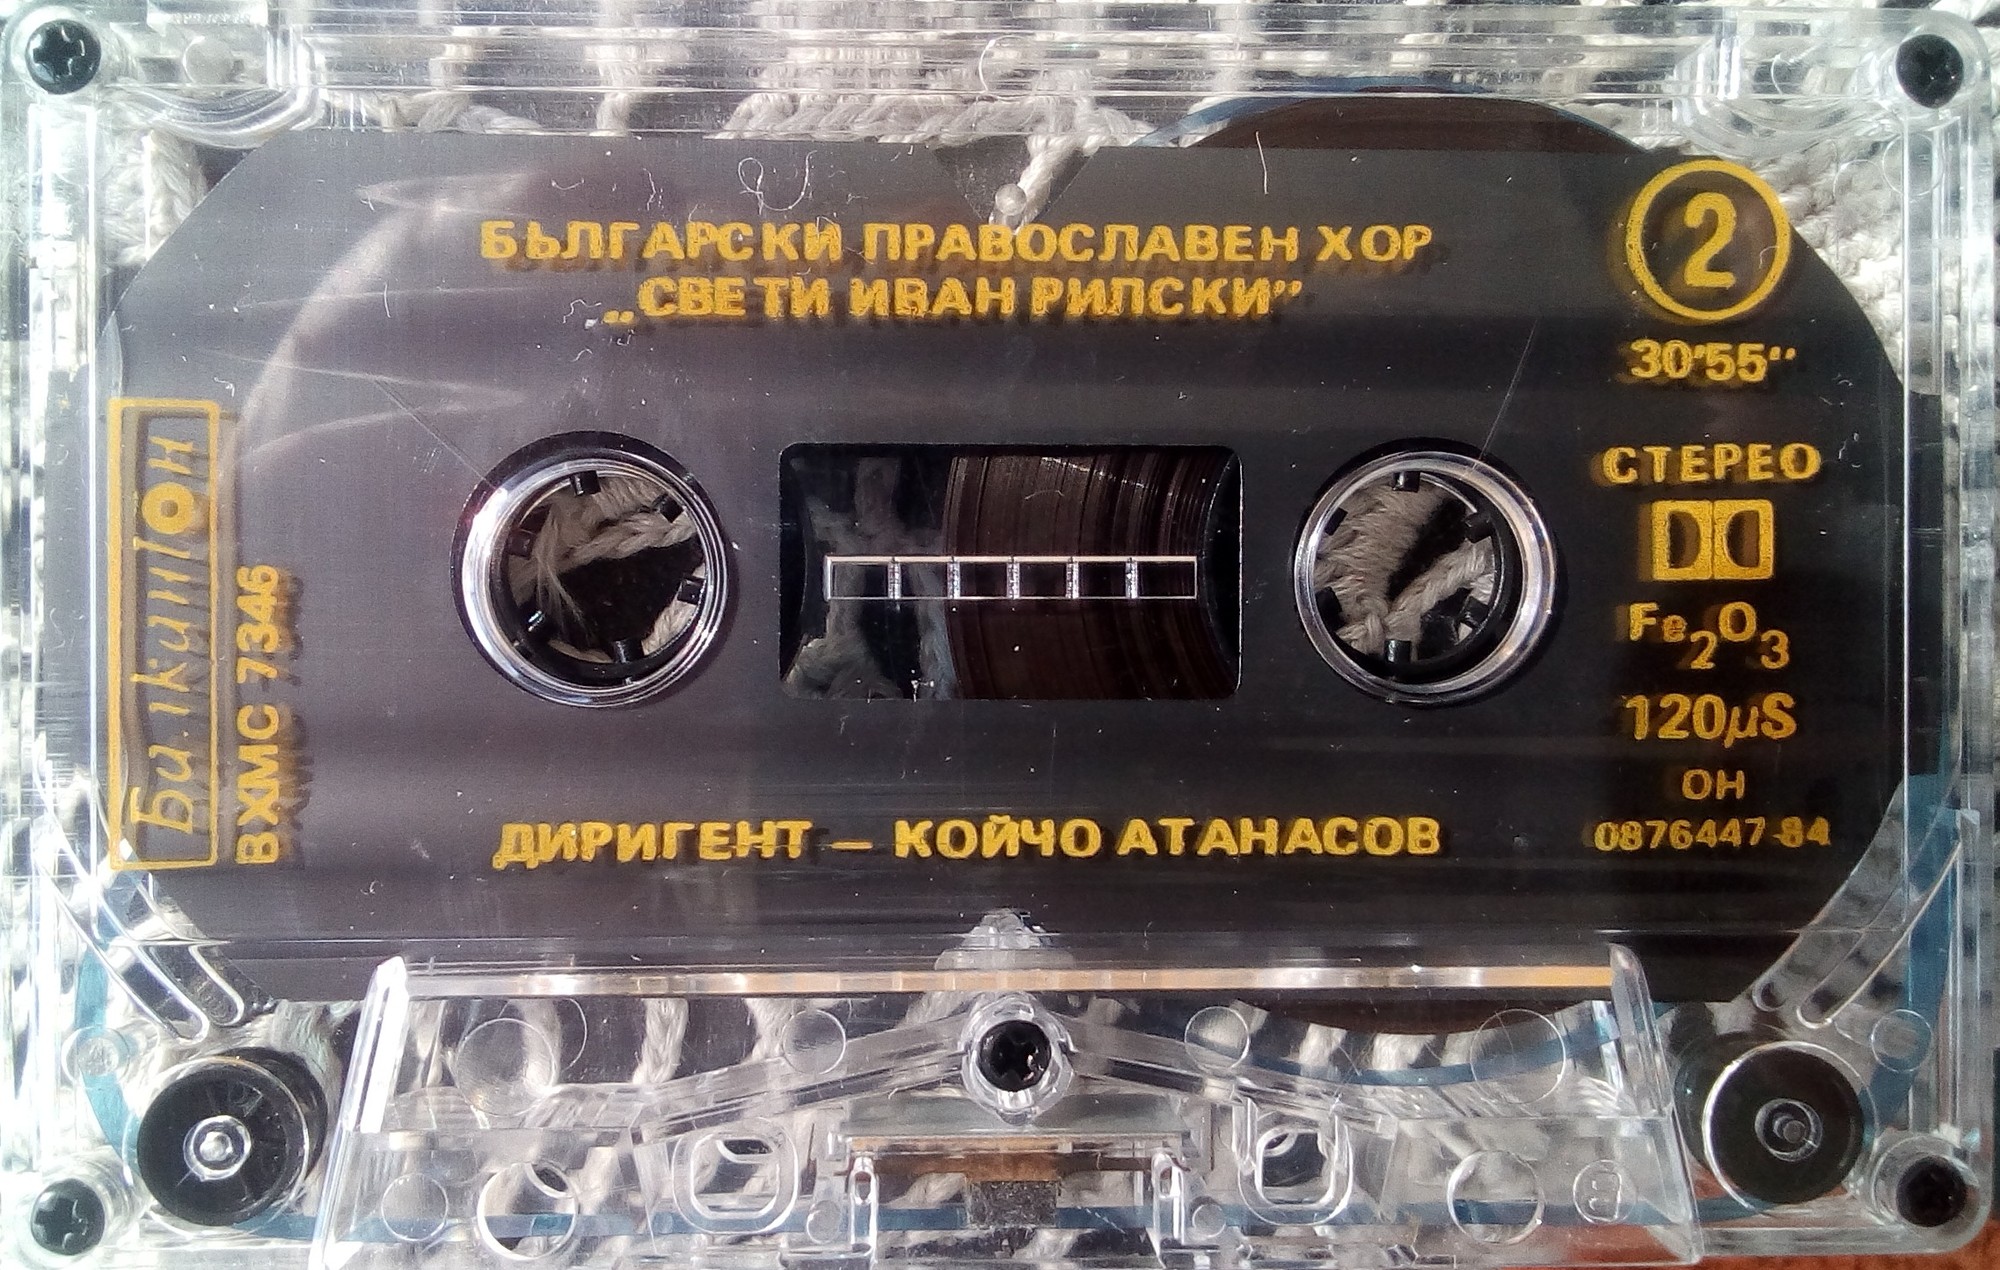 БЪЛГАРСКИ ПРАВОСЛАВЕН ХОР
„СВЕТИ ИВАН РИЛСКИ”
2
30'55''
СТЕРЕО
Fe2O3
120µS
ОН
0876447-84
Балкантон
ВХМС 7346
ДИРИГЕНТ – КОЙЧО АТАНАСОВ